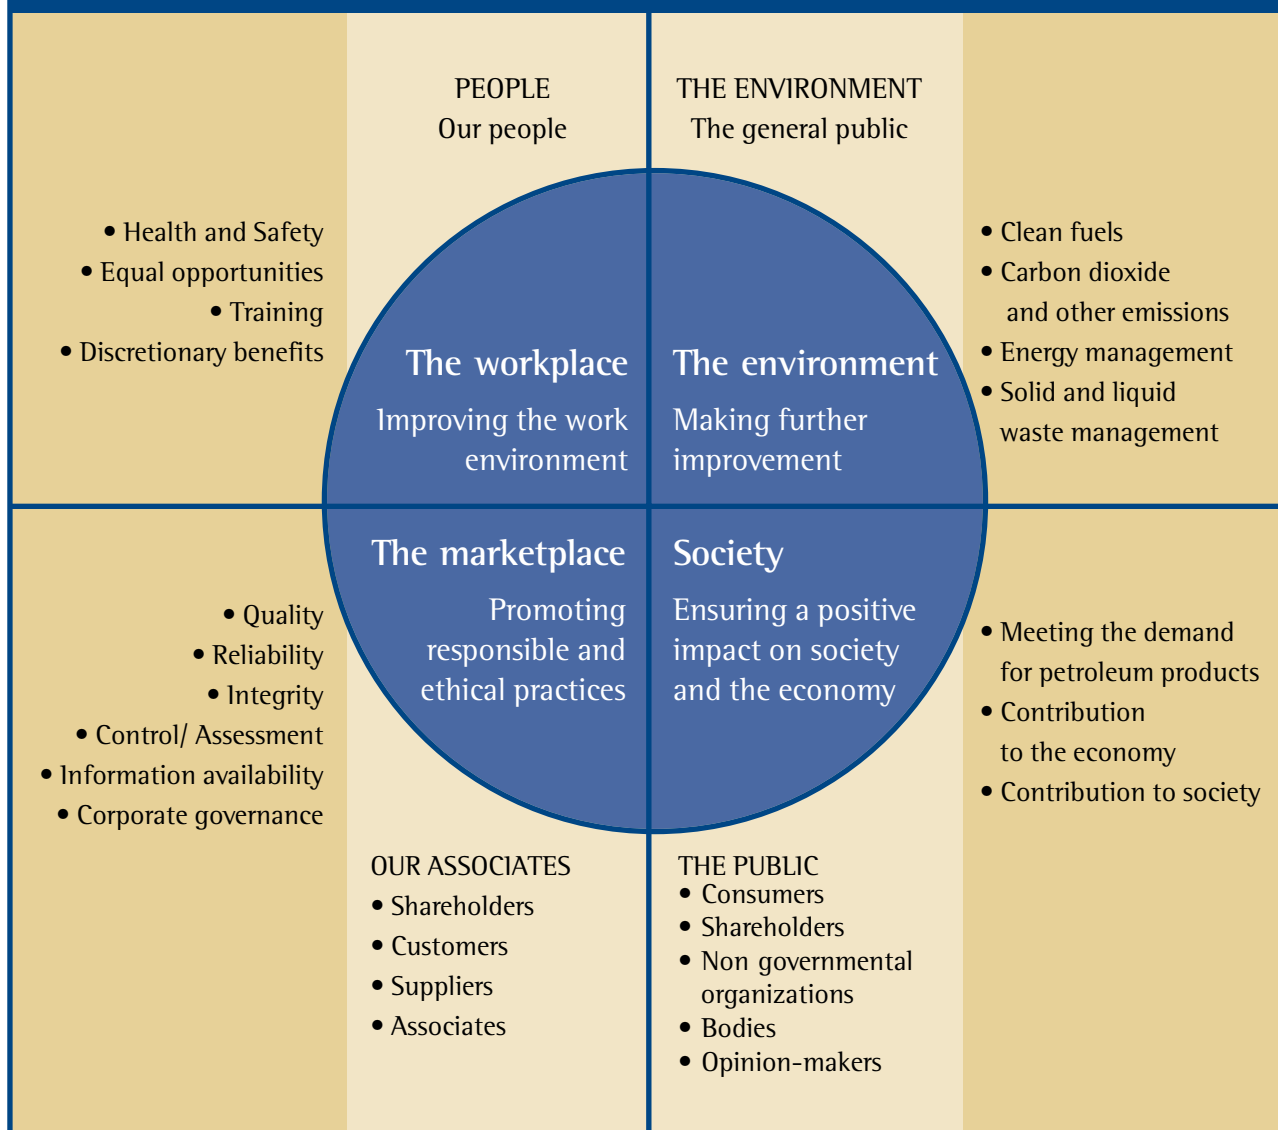 PEOPLE
Our people
• Health and Safety
• Equal opportunities
• Training
• Discretionary benefits
The workplace
Improving the work
environment
THE ENVIRONMENT
The general public
The environment
Making further
improvement
• Clean fuels
• Carbon dioxide
and other emissions
• Energy management
• Solid and liquid
waste management
• Quality
• Reliability
• Integrity
• Control/ Assessment
• Information availability
• Corporate governance
The marketplace
Promoting
responsible and
ethical practices
OUR ASSOCIATES
• Shareholders
• Customers
• Suppliers
• Associates
Society
Ensuring a positive
impact on society
and the economy
• Meeting the demand
for petroleum products
• Contribution
to the economy
• Contribution to society
THE PUBLIC
• Consumers
• Shareholders
• Non governmental
organizations
• Bodies
• Opinion-makers